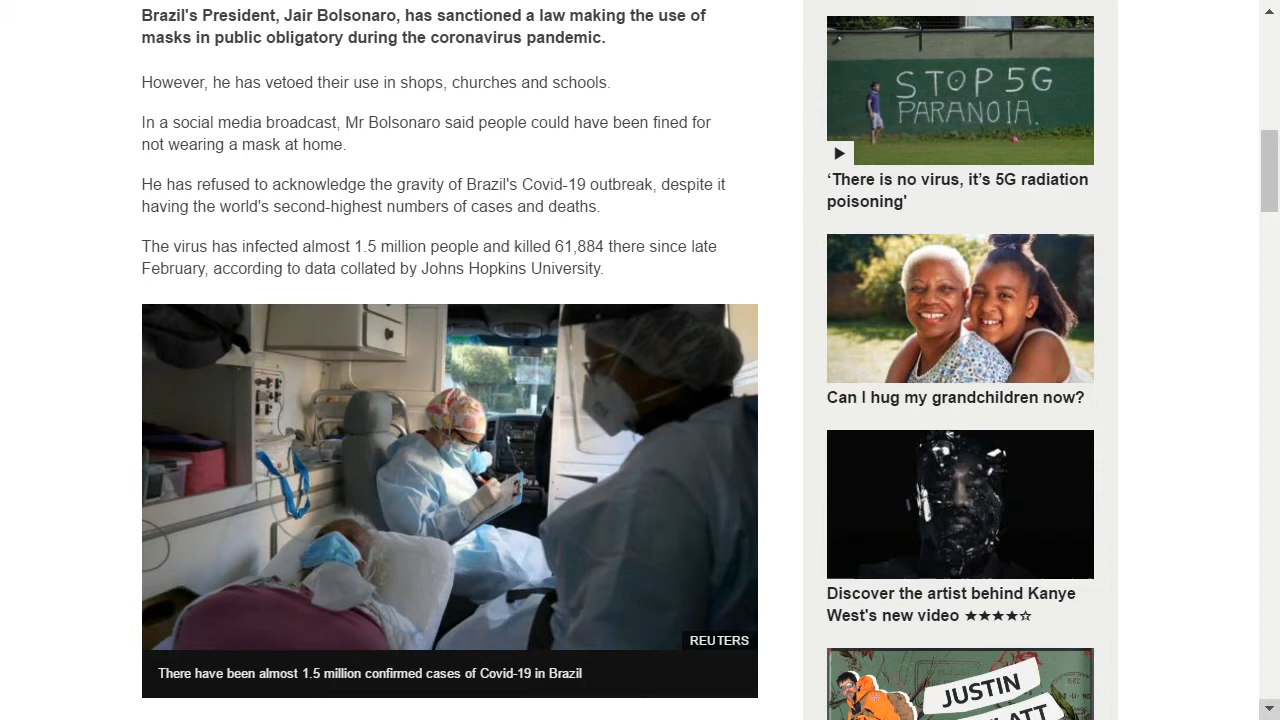 Brazil's President, Jair Bolsonaro, has sanctioned a law making the use of
masks in public obligatory during the coronavirus pandemic.
However, he has vetoed their use in shops, churches and schools.
In a social media broadcast, Mr Bolsonaro said people could have been fined for
not wearing a mask at home.
He has refused to acknowledge the gravity of Brazil's Covid-19 outbreak, despite it
having the world's second-highest numbers of cases and deaths.
The virus has infected almost 1.5 million people and killed 61,884 there since late
February, according to data collated by Johns Hopkins University.
REUTERS
There have been almost 1.5 million confirmed cases of Covid-19 in Brazil
STOP 5G
PARANOIA.
‘There is no virus, it’s 5G radiation
poisoning'
Can I hug my grandchildren now?
Discover the artist behind Kanye
West's new video ★★★★☆
JUSTIN